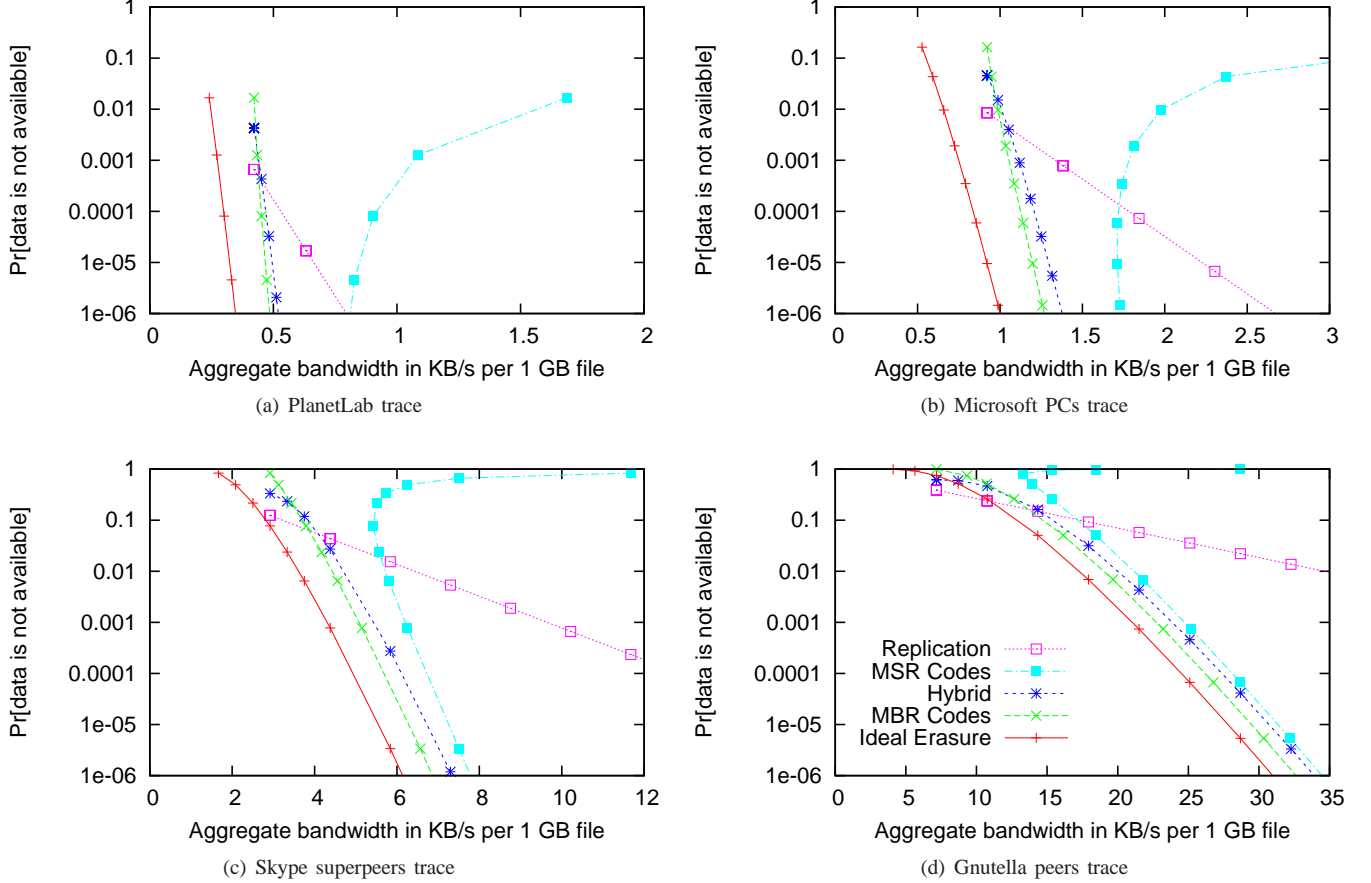 1
0.1
0.01
0.001
0.0001
1e-05
1e-06
Pr[data is not available]
0 0.5 1 1.5 2
Aggregate bandwidth in KB/s per 1 GB file
(a) PlanetLab trace
1
0.1
0.01
0.001
0.0001
1e-05
1e-06
Pr[data is not available]
0 0.5 1 1.5 2 2.5 3
Aggregate bandwidth in KB/s per 1 GB file
(b) Microsoft PCs trace
1
0.1
0.01
0.001
0.0001
1e-05
1e-06
Pr[data is not available]
0 2 4 6 8 10 12
Aggregate bandwidth in KB/s per 1 GB file
(c) Skype superpeers trace
1
0.1
0.01
0.001
0.0001
1e-05
1e-06
Pr[data is not available]
Replication
MSR Codes
Hybrid
MBR Codes
Ideal Erasure
0 5 10 15 20 25 30 35
Aggregate bandwidth in KB/s per 1 GB file
(d) Gnutella peers trace